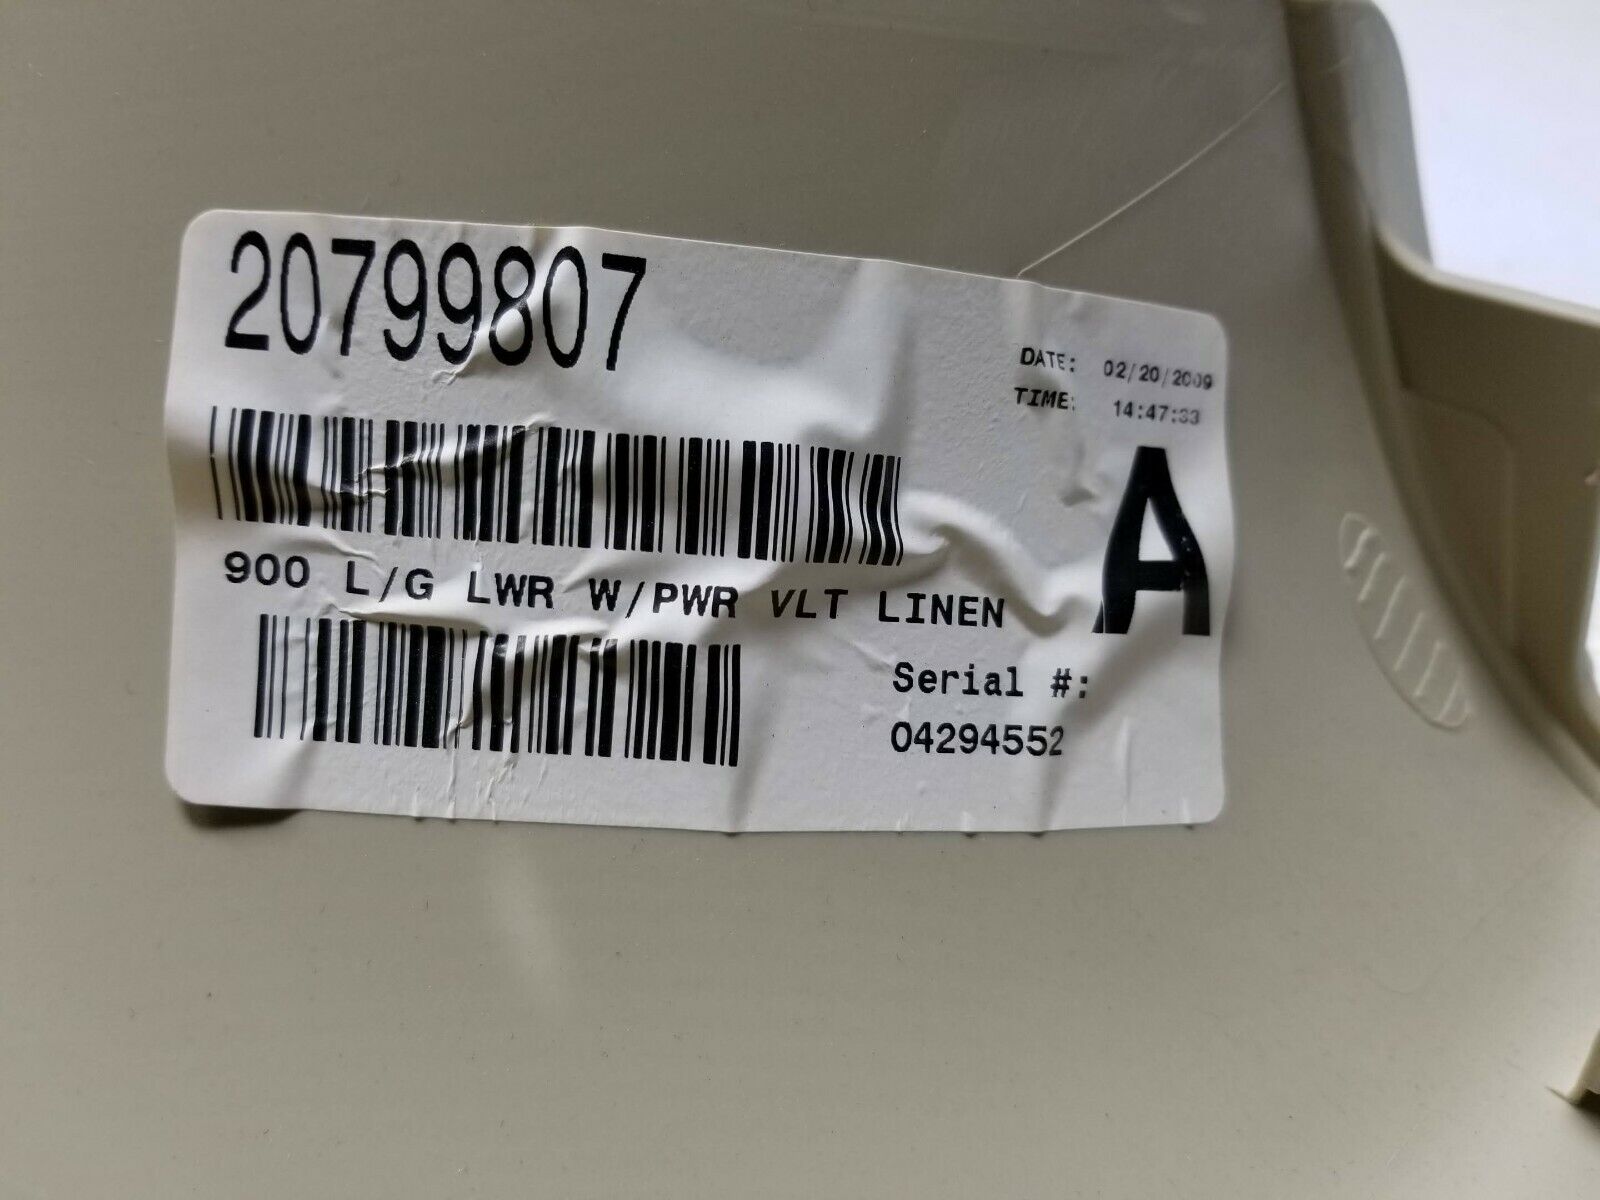 20799807
DATE: 02/20/2009
TIME: 14:47:33
A
900 L/G LWR W/PWR VLT LINEN
Serial #:
04294552